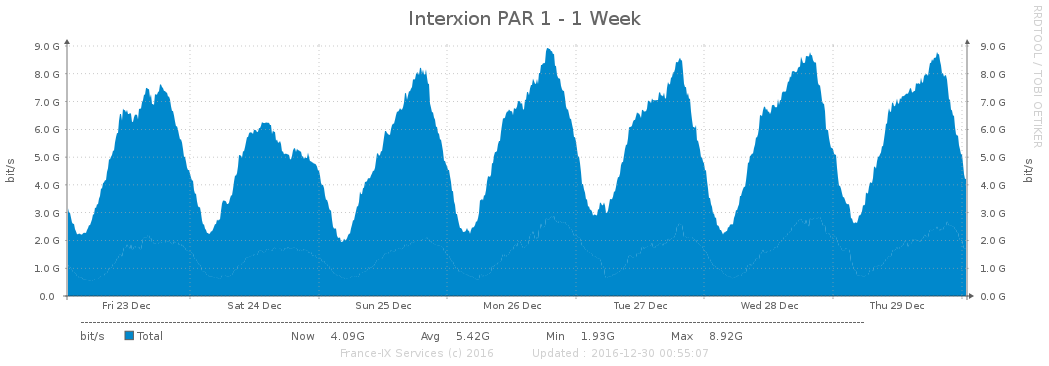 Interxion PAR 1 - 1 Week
RRDTOOL / TOBI OETIKER
9.0 G 9.0 G
8.0 G 8.0 G
7.0 G 7.0 G
6.0 G 6.0 G
5.0 G 5.0 G
4.0 G 4.0 G
3.0 G 3.0 G
2.0 G 2.0 G
1.0 G 1.0 G
0.0 0.0 G
bit/s
bit/s
Fri 23 Dec Sat 24 Dec Sun 25 Dec Mon 26 Dec Tue 27 Dec Wed 28 Dec Thu 29 Dec
bit/s Total Now 4.09G Avg 5.42G Min 1.93G Max 8.92G
France-IX Services (c) 2016 Updated : 2016-12-30 00:55:07